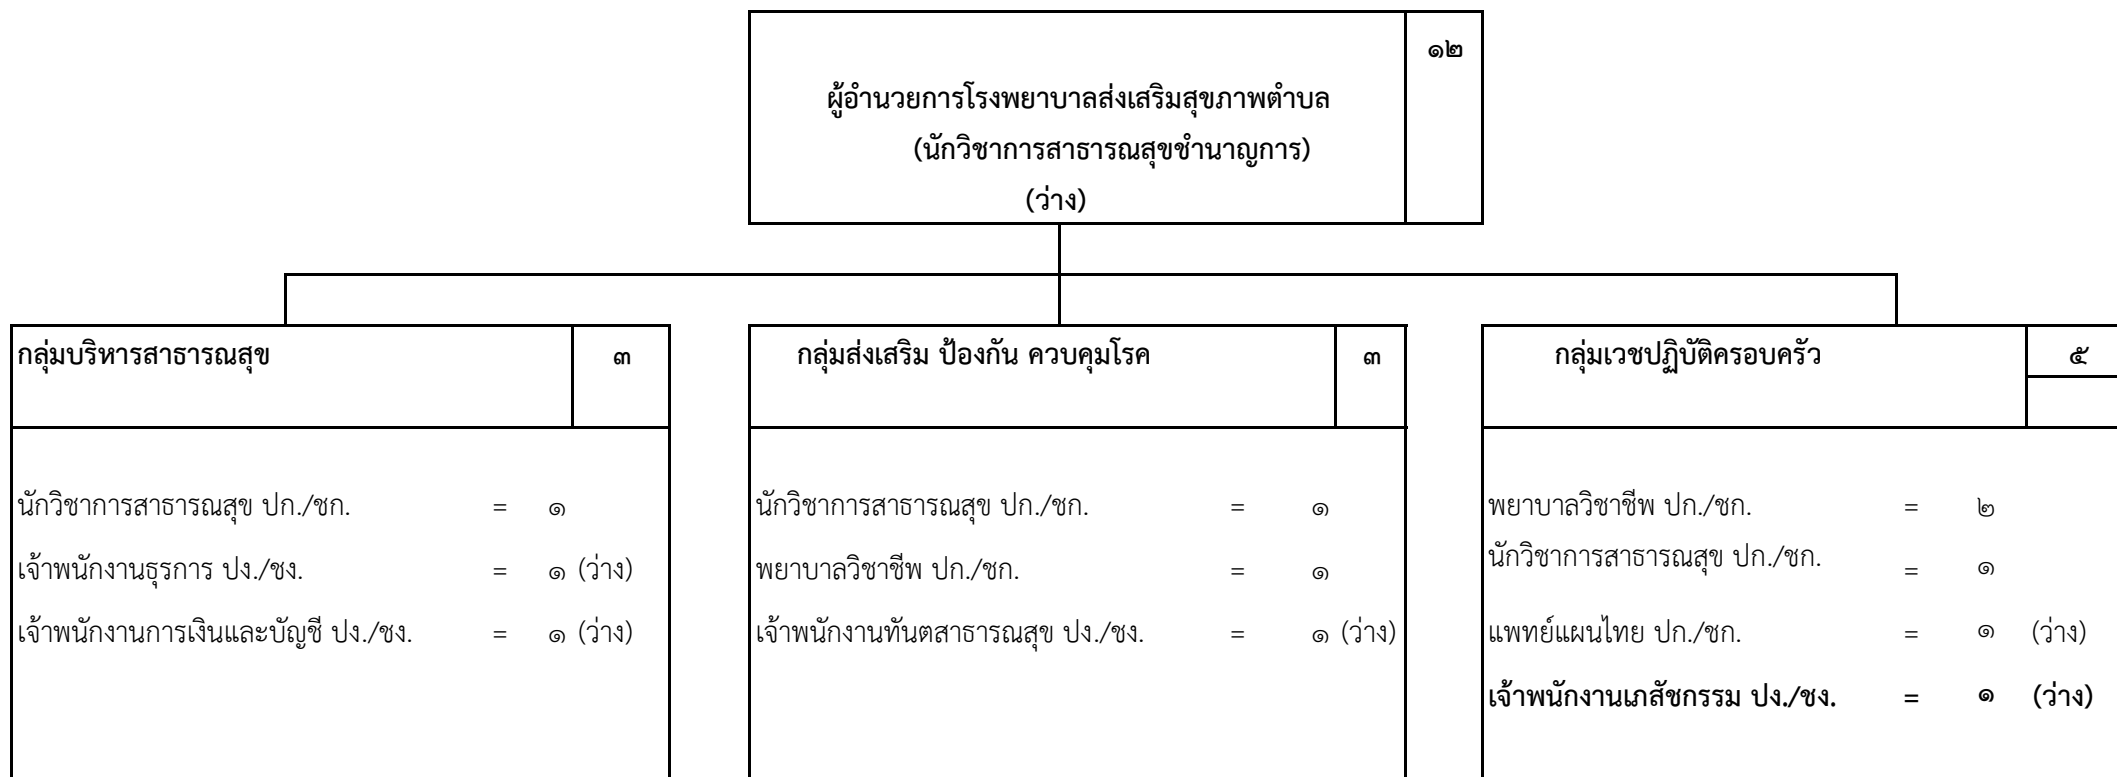 ๑๒
ผู้อำนวยการโรงพยาบาลส่งเสริมสุขภาพตำบล
(นักวิชาการสาธารณสุขชำนาญการ)
(ว่าง)
กลุ่มบริหารสาธารณสุข ๓
นักวิชาการสาธารณสุข ปก./ชก. = ๑
เจ้าพนักงานธุรการ ปง./ชง. = ๑ (ว่าง)
เจ้าพนักงานการเงินและบัญชี ปง./ชง. = ๑ (ว่าง)
กลุ่มส่งเสริม ป้องกัน ควบคุมโรค ๓
นักวิชาการสาธารณสุข ปก./ชก. = ๑
พยาบาลวิชาชีพ ปก./ชก. = ๑
เจ้าพนักงานทันตสาธารณสุข ปง./ชง. = ๑ (ว่าง)
กลุ่มเวชปฏิบัติครอบครัว ๕
พยาบาลวิชาชีพ ปก./ชก. = ๒
นักวิชาการสาธารณสุข ปก./ชก. = ๑
แพทย์แผนไทย ปก./ชก. = ๑ (ว่าง)
เจ้าพนักงานเภสัชกรรม ปง./ชง. = ๑ (ว่าง)